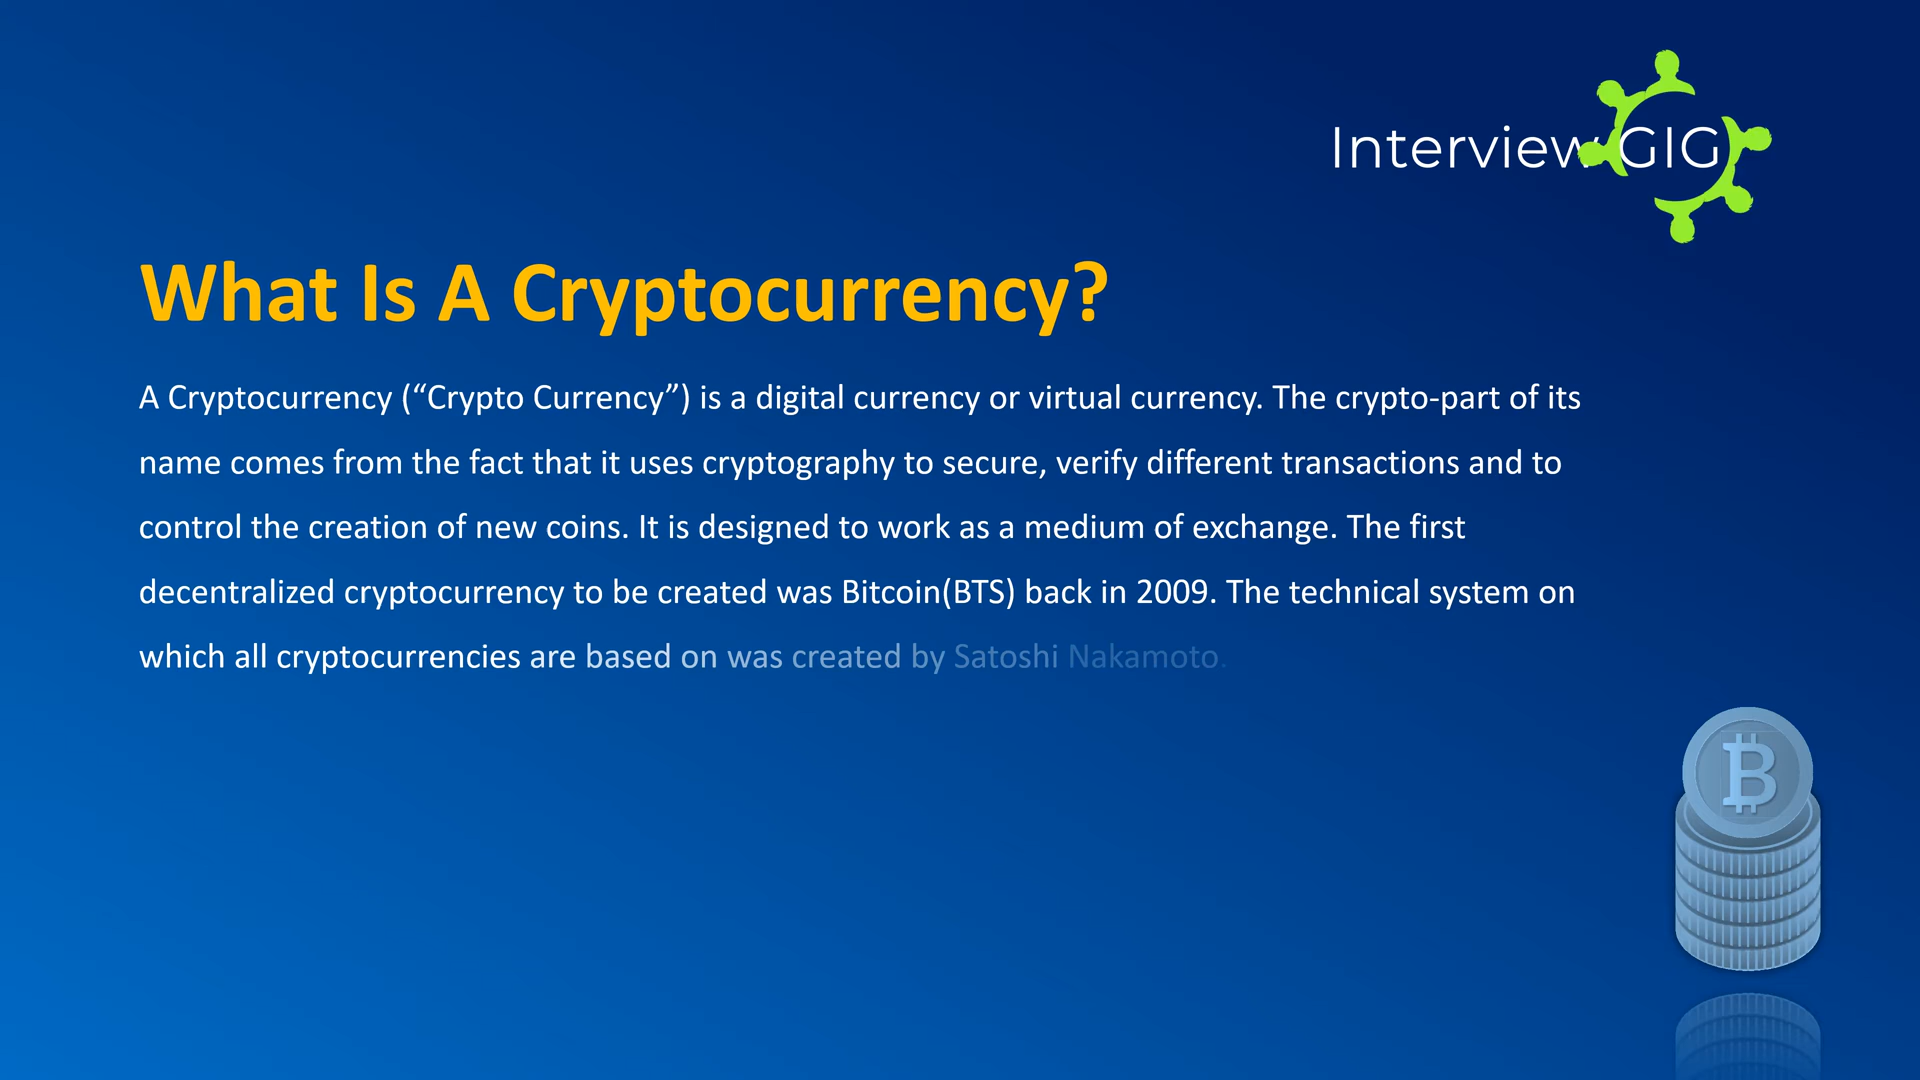 Interview GIG
What Is A Cryptocurrency?
A Cryptocurrency (“Crypto Currency”) is a digital currency or virtual currency. The crypto-part of its
name comes from the fact that it uses cryptography to secure, verify different transactions and to
control the creation of new coins. It is designed to work as a medium of exchange. The first
decentralized cryptocurrency to be created was Bitcoin(BTS) back in 2009. The technical system on
which all cryptocurrencies are based on was created by Satoshi Nakamoto.